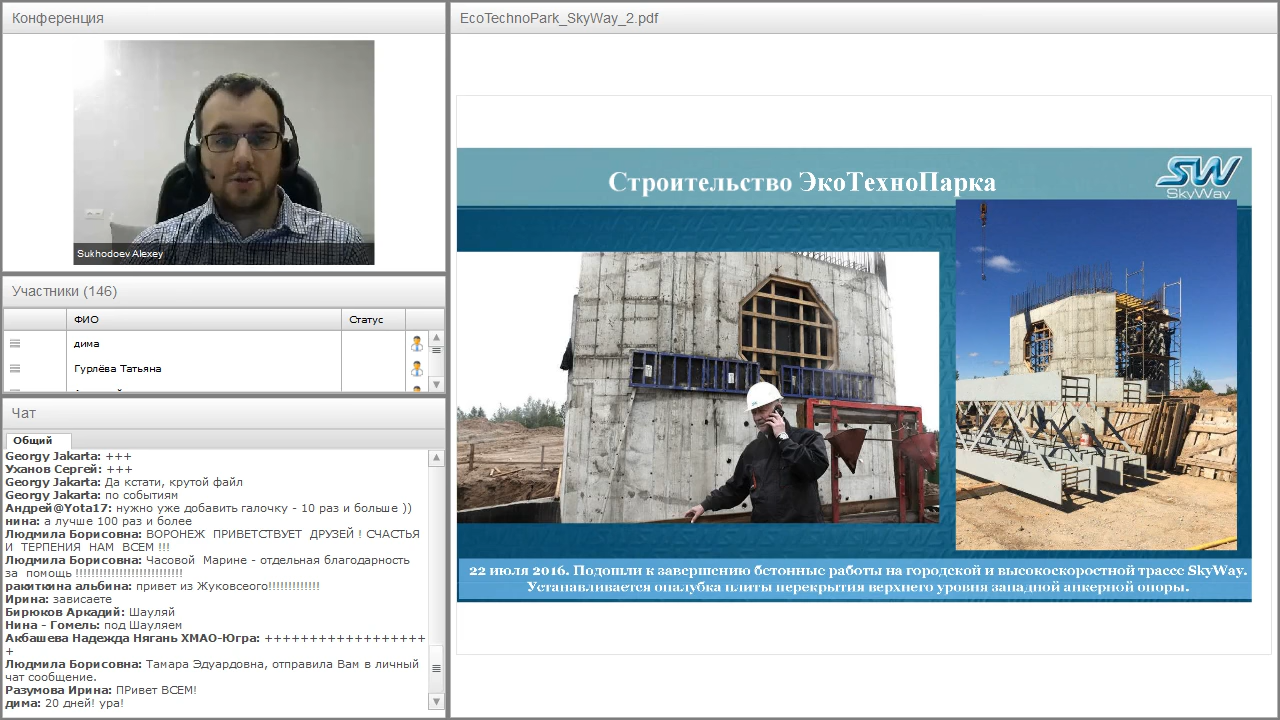 Конференция
Sukhodoev Alexey
Участники (146)
ФИО
Статус
дима
Гурлёва Татьяна
Чат
Общий
Georgy Jakarta: +++
Уханов Сергей: +++
Georgy Jakarta: Да кстати, крутой файл
Georgy Jakarta: по событиям
Андрей@Yota17: нужно уже добавить галочку - 10 раз и больше ))
нина: а лучше 100 раз и более
Людмила Борисовна: ВОРОНЕЖ ПРИВЕТСТВУЕТ ДРУЗЕЙ ! СЧАСТЬЯ
И ТЕРПЕНИЯ НАМ ВСЕМ !!!
Людмила Борисовна: Часовой Марине - отдельная благодарность
за помощь !!!!!!!!!!!!!!!!!!!!!!!!!!!
ракиткина альбина: привет из Жуковсеого!!!!!!!!!!!!!
Ирина: зависаете
Бирюков Аркадий: Шауляй
Нина - Гомель: под Шауляем
Акбашева Надежда Нягань ХМАО-Югра: +++++++++++++++++++
+
Людмила Борисовна: Тамара Эдуардовна, отправила Вам в личный
чат сообщение.
Разумова Ирина: ПРивет ВСЕМ!
дима: 20 дней! ура!
EcoTechnoPark_SkyWay_2.pdf
Строительство ЭкоТехноПарка
SW
SkyWay
22 июля 2016. Подошли к завершению бетонные работы на городской и высокоскоростной трассе SkyWay.
Устанавливается опалубка плиты перекрытия верхнего уровня западной анкерной опоры.